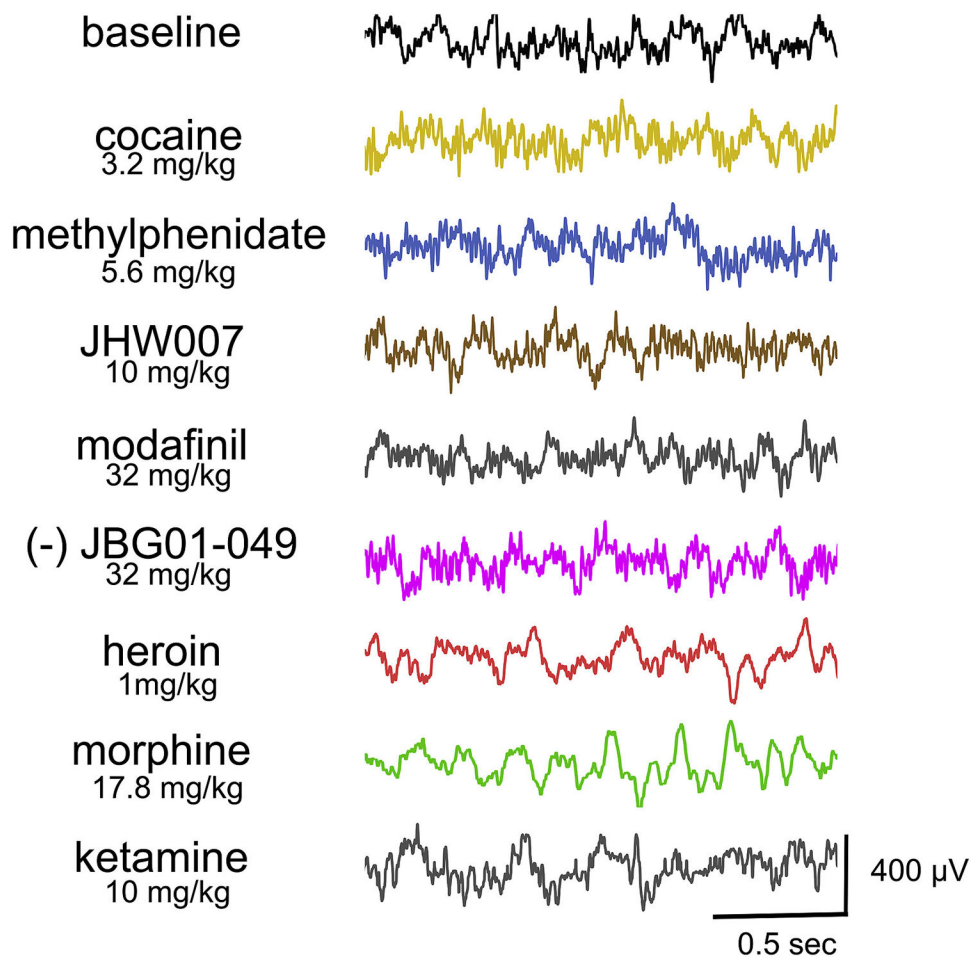 baseline
cocaine
3.2 mg/kg
methylphenidate
5.6 mg/kg
JHW007
10 mg/kg
modafinil
32 mg/kg
(-) JBG01-049
32 mg/kg
heroin
1mg/kg
morphine
17.8 mg/kg
ketamine
10 mg/kg
400 µV
0.5 sec